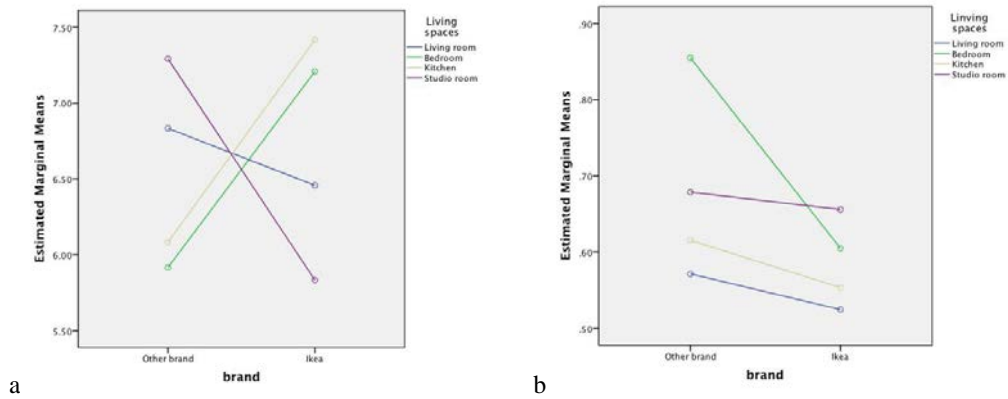 Living
spaces
Living room
Bedroom
Kitchen
Studio room
Estimated Marginal Means
7.50
7.00
6.50
6.00
5.50
Other brand
Ikea
brand
a
Linving
spaces
Living room
Bedroom
Kitchen
Studio room
Estimated Marginal Means
.90
.80
.70
.60
.50
Other brand
Ikea
brand
b